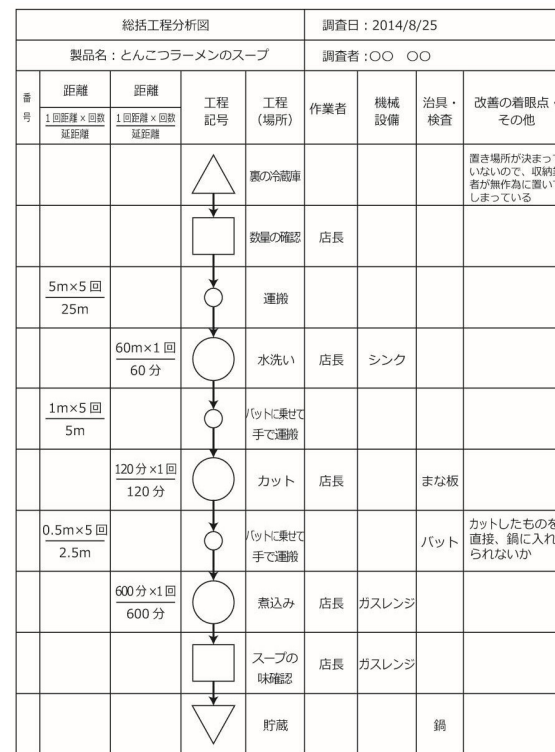 総括工程分析図
調査日：2014/8/25
製品名：とんこつラーメンのスープ
調査者：○○　○○
番号
距離
1回距離×回数
延距離
距離
1回距離×回数
延距離
工程
記号
工程
(場所)
作業者
機械
設備
治具・
検査
改善の着眼点・
その他
裏の冷蔵庫
置き場所が決まって
いないので、収納
者が無作為に置いて
しまっている
数量の確認
店長
5m×5回
25m
運搬
60m×1回
60分
水洗い
店長
シンク
1m×5回
5m
バットに乗せて
手で運搬
120分×1回
120分
カット
店長
まな板
0.5m×5回
2.5m
バットに乗せて
手で運搬
バット
カットしたものを
直接、鍋に入れ
られないか
600分×1回
600分
煮込み
店長
ガスレンジ
スープの
味確認
店長
ガスレンジ
貯蔵
鍋